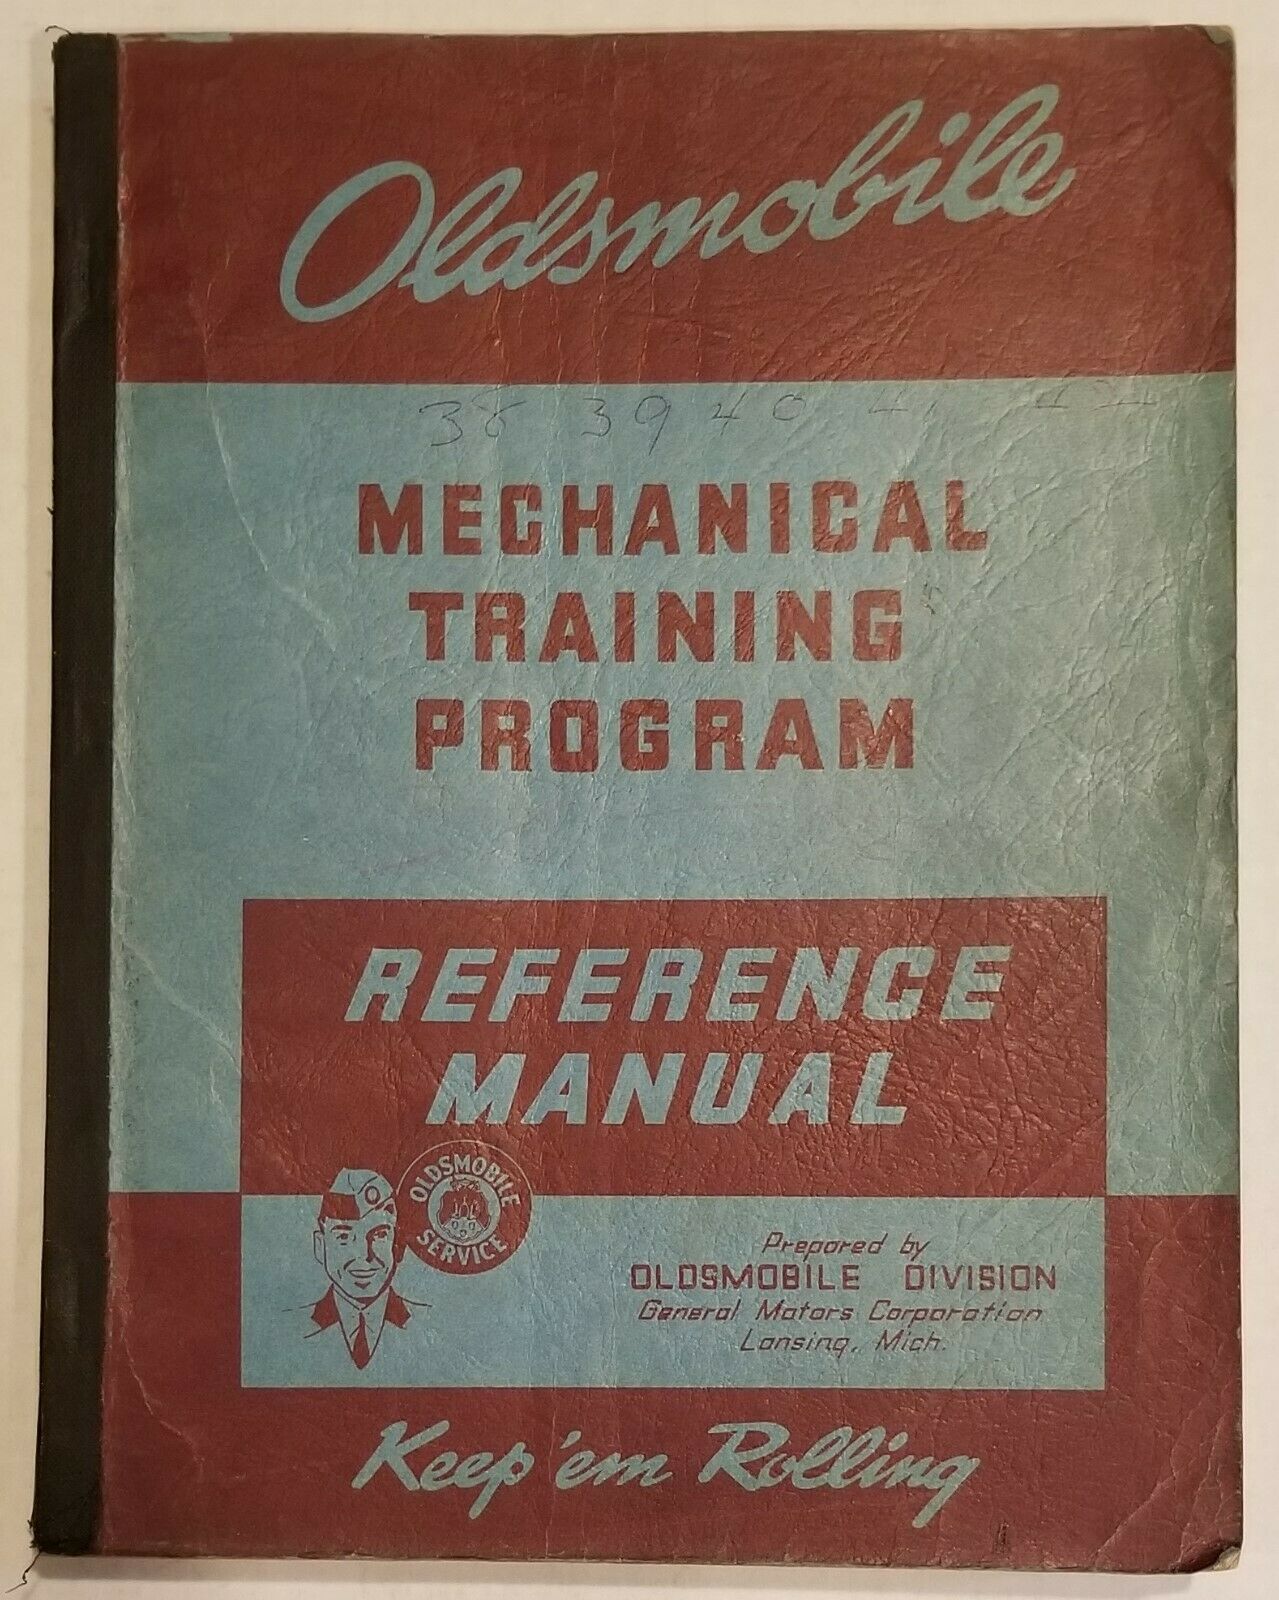 Oldsmobile
38 39 40 41 42
MECHANICAL
TRAINING
PROGRAM
REFERENCE
MANUAL
OLDSMOBILE
SERVICE
O
Prepared by
OLDSMOBILE DIVISION
General Motors Corporation
Lansing, Mich.
Keep 'em Rolling